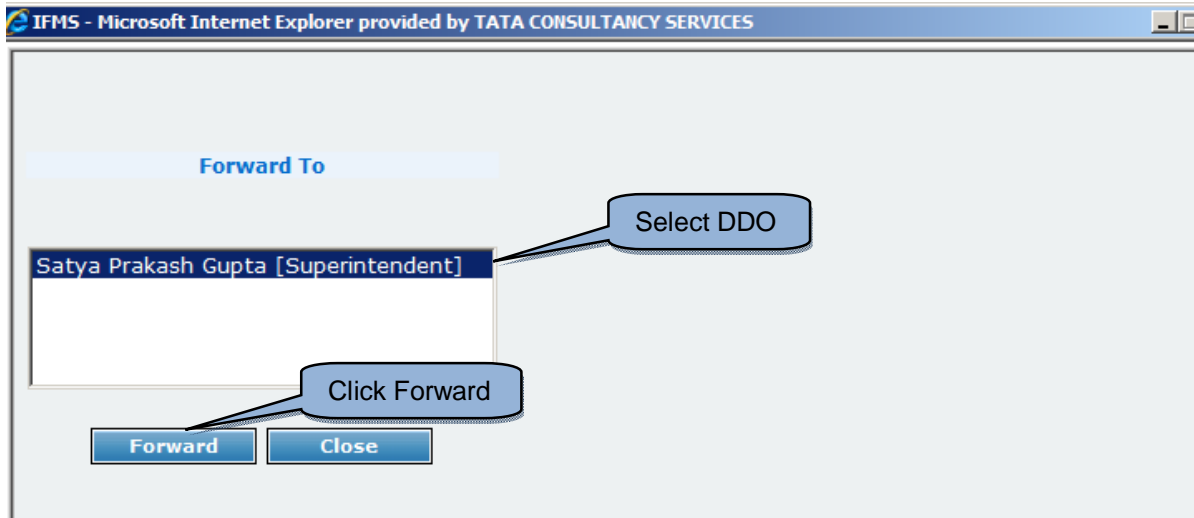 IFMS - Microsoft Internet Explorer provided by TATA CONSULTANCY SERVICES
Forward To
Select DDO
Satya Prakash Gupta [Superintendent]
Click Forward
Forward Close